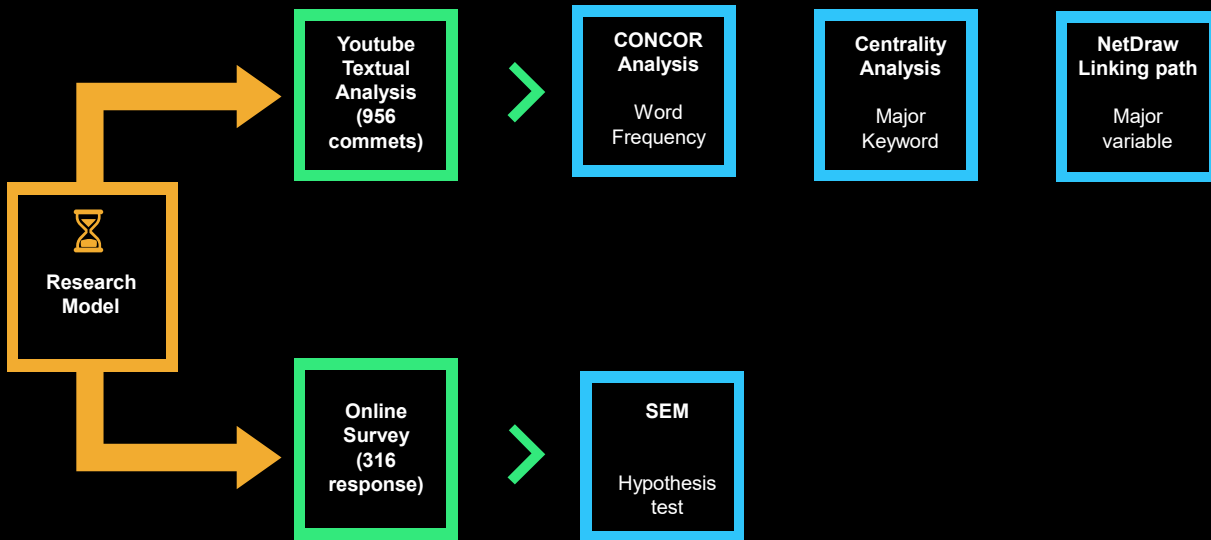 Youtube
Textual
Analysis
(956
commets)
CONCOR
Analysis
Word
Frequency
Centrality
Analysis
Major
Keyword
NetDraw
Linking path
Major
variable
Research
Model
Online
Survey
(316
response)
SEM
Hypothesis
test